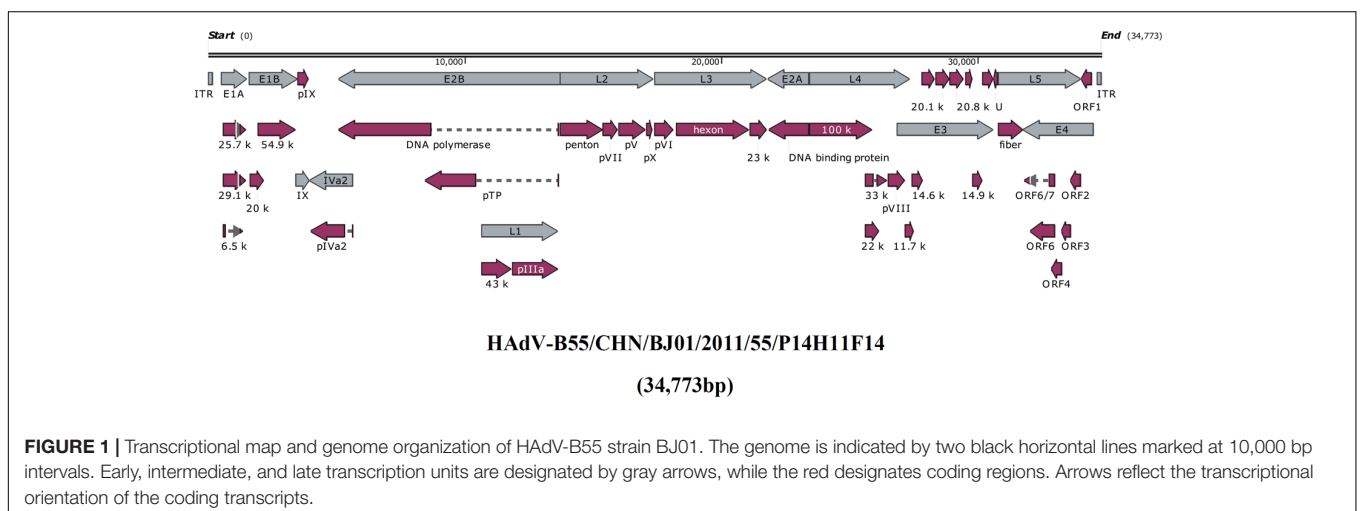 Start (0) End (34,773)
10,000 20,000 30,000
E1B E2B L2 L3 E2A L4 L5
ITR E1A pIX 20.1 k 20.8 k U ORF1 ITR
hexon 100 k E3 E4
25.7 k 54.9 k DNA polymerase penton pV pVI 23 k DNA binding protein fiber
pVII pX
IVa2
29.1 k IX pTP 33 k 14.6 k 14.9 k ORF6/7 ORF2
20 k pVIII
L1
6.5 k pIVa2 22 k 11.7 k ORF6 ORF3
pIIIa
43 k ORF4
HAdV-B55/CHN/BJ01/2011/55/P14H11F14
(34,773bp)
FIGURE 1 | Transcriptional map and genome organization of HAdV-B55 strain BJ01. The genome is indicated by two black horizontal lines marked at 10,000 bp
intervals. Early, intermediate, and late transcription units are designated by gray arrows, while the red designates coding regions. Arrows reflect the transcriptional
orientation of the coding transcripts.